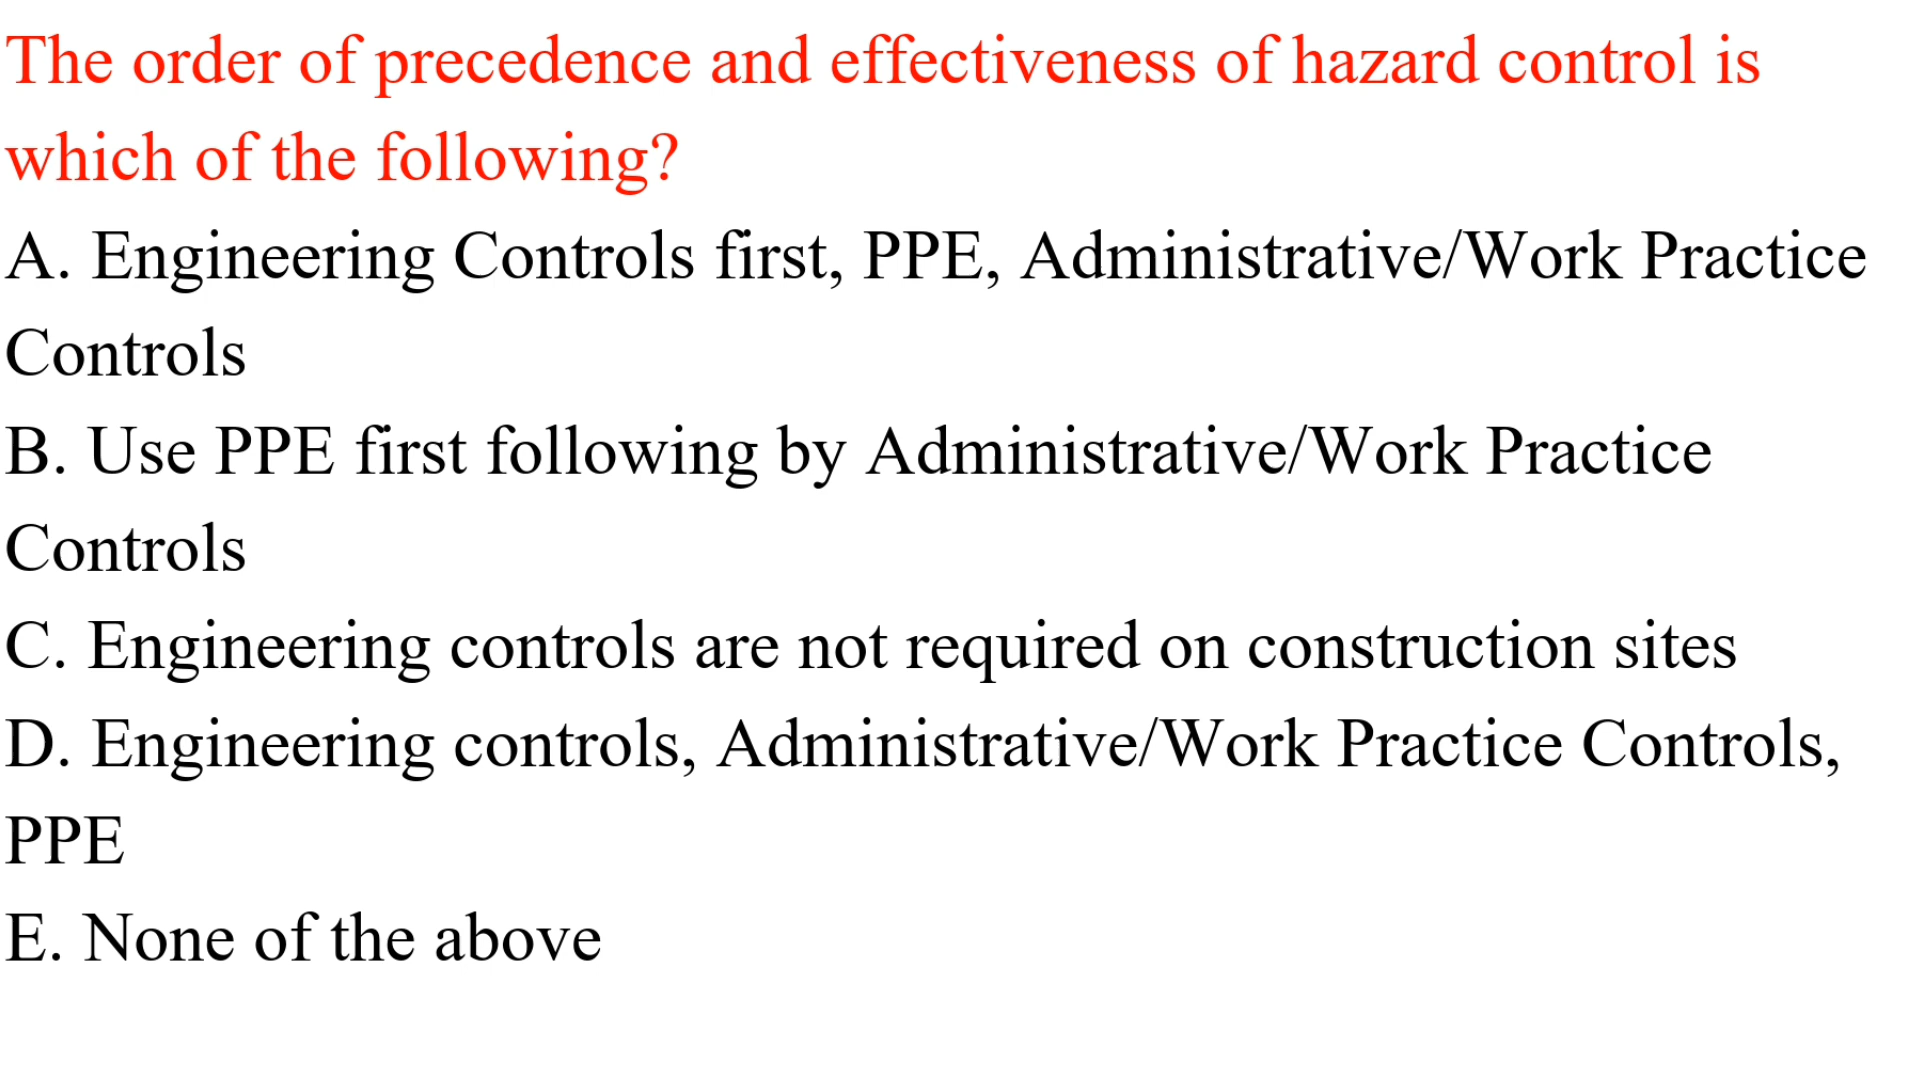 The order of precedence and effectiveness of hazard control is
which of the following?
A. Engineering Controls first, PPE, Administrative/Work Practice
Controls
B. Use PPE first following by Administrative/Work Practice
Controls
C. Engineering controls are not required on construction sites
D. Engineering controls, Administrative/Work Practice Controls,
PPE
E. None of the above